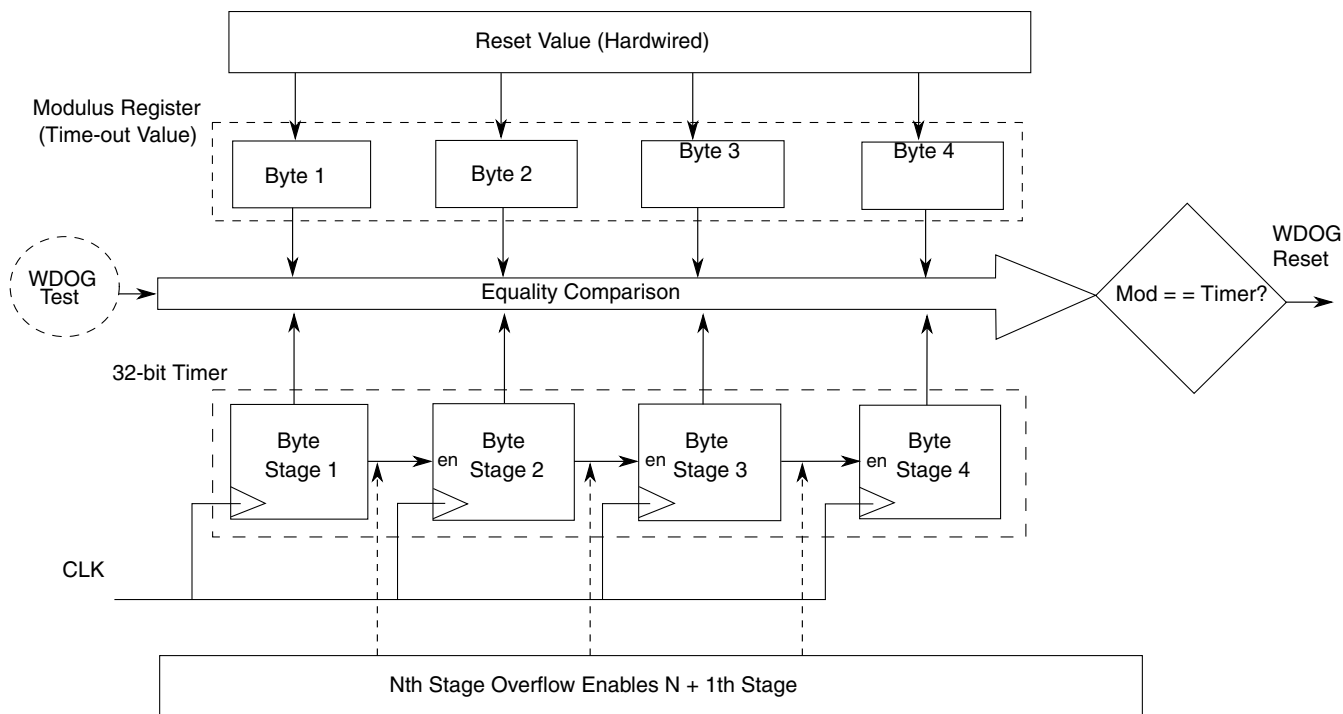 Reset Value (Hardwired)
Modulus Register
(Time-out Value)
Byte 1
Byte 2
Byte 3
Byte 4
WDOG
Test
Equality Comparison
Mod = = Timer?
WDOG
Reset
32-bit Timer
Byte
Stage 1
en
Byte
Stage 2
en
Byte
Stage 3
en
Byte
Stage 4
CLK
Nth Stage Overflow Enables N + 1th Stage